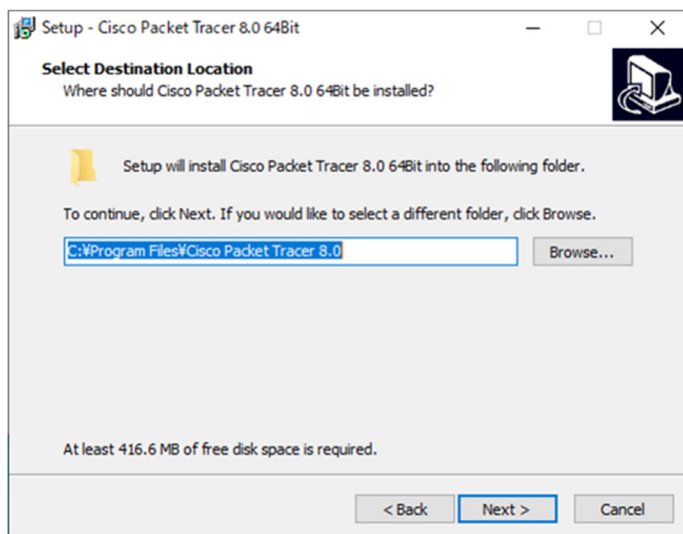 Setup - Cisco Packet Tracer 8.0 64Bit
Select Destination Location
Where should Cisco Packet Tracer 8.0 64Bit be installed?
Setup will install Cisco Packet Tracer 8.0 64Bit into the following folder.
To continue, click Next. If you would like to select a different folder, click Browse.
C:¥Program Files¥Cisco Packet Tracer 8.0
Browse...
At least 416.6 MB of free disk space is required.
< Back
Next >
Cancel